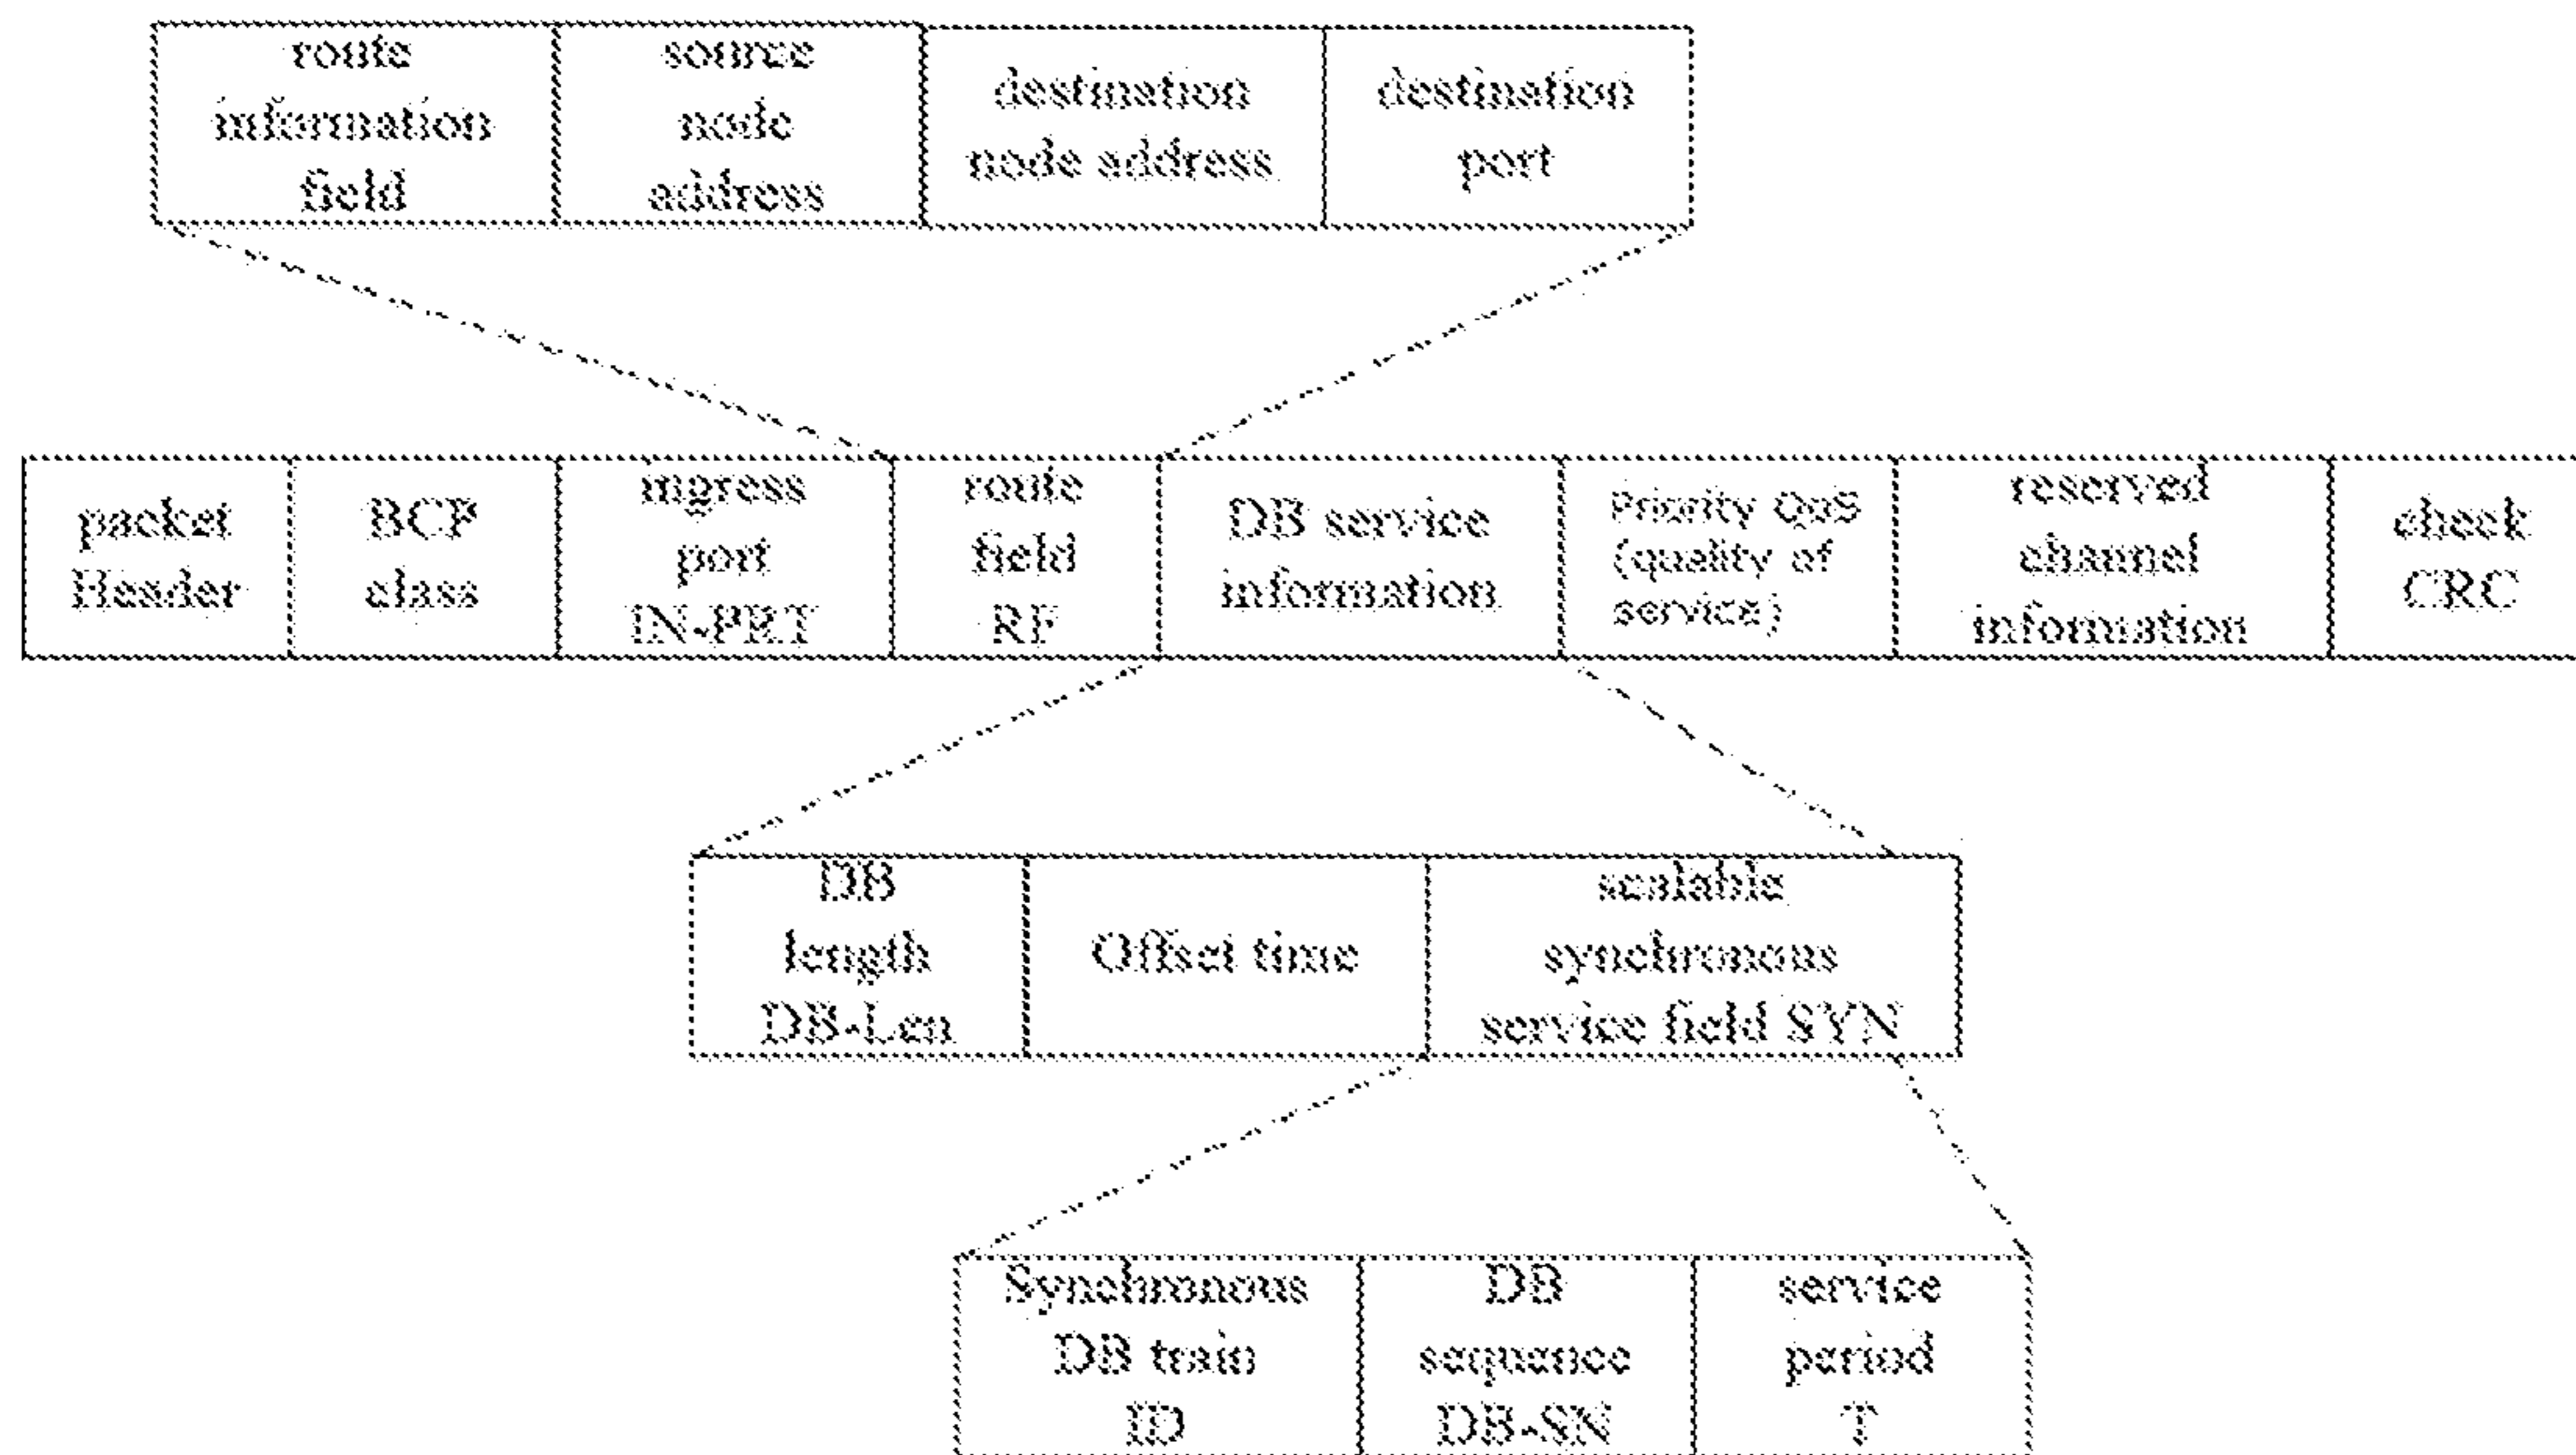 route
information
field
source
node
address
destination
node address
destination
port
packet
Header
BCP
class
ingress
port
IN-PRT
route
field
RF
DB service
information
Priority QoS
(quality of
service)
reserved
channel
information
check
CRC
DB
length
DB-Len
Offset time
scalable
synchronous
service field SYN
Synchronous
DB train
ID
DB
sequence
DB-SN
service
period
T